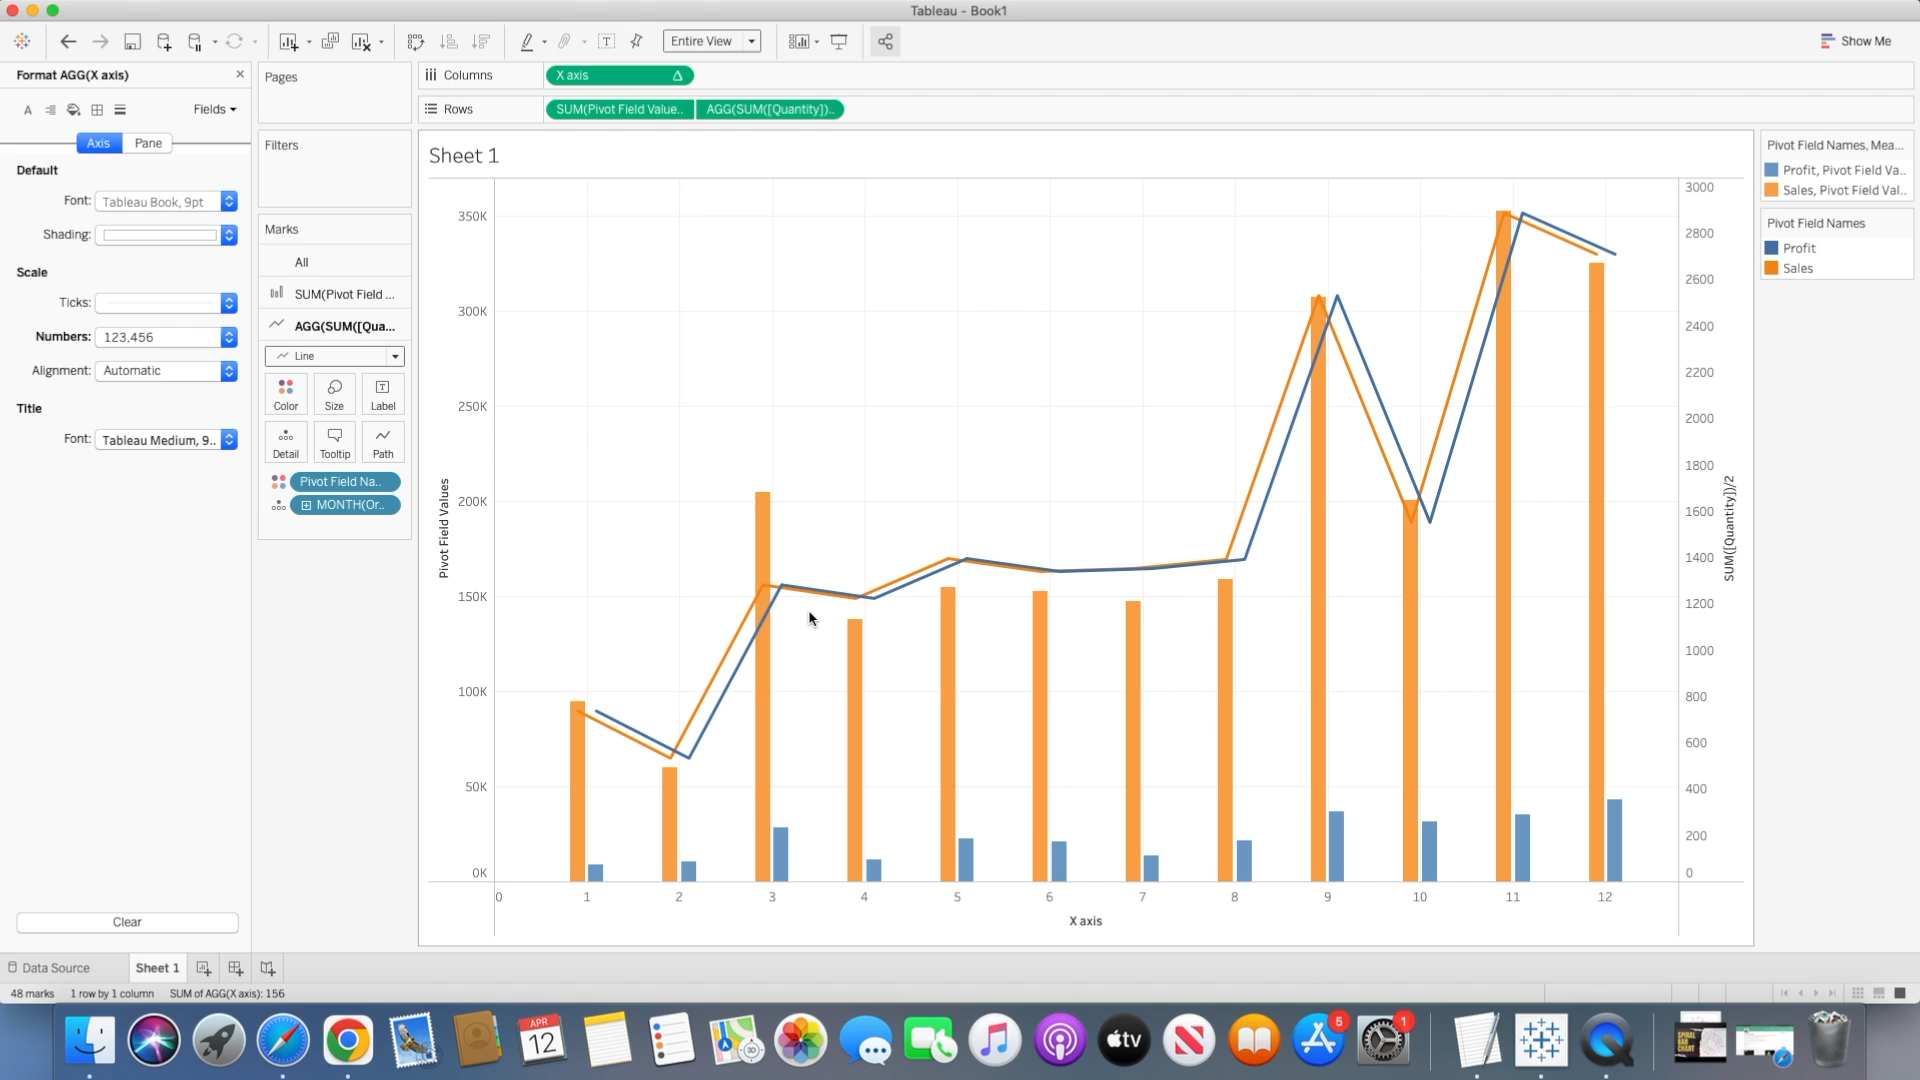 Tableau - Book1
Entire View
Show Me
Format AGG(X axis)
Fields
Axis
Pane
Default
Font:
Tableau Book, 9pt
Shading:
Scale
Ticks:
Numbers:
123,456
Alignment:
Automatic
Title
Font:
Tableau Medium, 9..
Clear
Pages
Filters
Marks
All
SUM(Pivot Field ...
AGG(SUM([Qua...
Line
Color
Size
Label
Detail
Tooltip
Path
Pivot Field Na..
MONTH(Or..
Columns
X axis
Rows
SUM(Pivot Field Value..
AGG(SUM([Quantity])..
Sheet 1
Pivot Field Values
350K
300K
250K
200K
150K
100K
50K
0K
3000
2800
2600
2400
2200
2000
1800
1600
1400
1200
1000
800
600
400
200
0
SUM([Quantity])/2
0 1 2 3 4 5 6 7 8 9 10 11 12
X axis
Pivot Field Names, Mea...
Profit, Pivot Field Va..
Sales, Pivot Field Val..
Pivot Field Names
Profit
Sales
Data Source
Sheet 1
48 marks
1 row by 1 column
SUM of AGG(X axis): 156
APR
12
tv
5
1